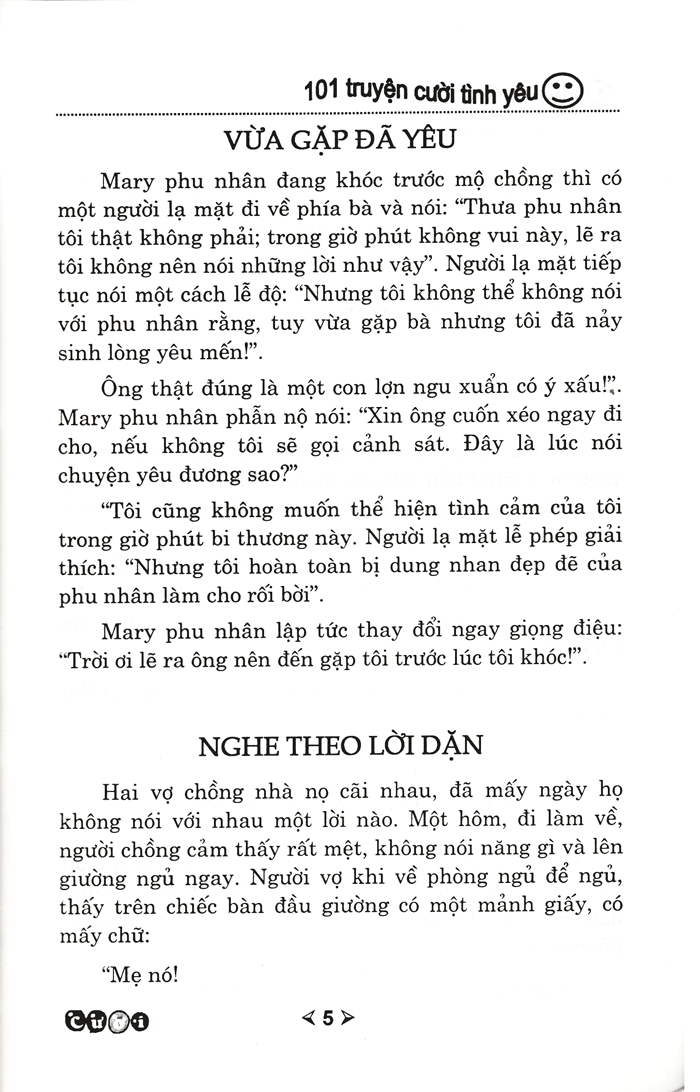 101 truyện cười tình yêu
VỪA GẶP ĐÃ YÊU
Mary phu nhân đang khóc trước mộ chồng thì có
một người lạ mặt đi về phía bà và nói: “Thưa phu nhân
tôi thật không phải; trong giờ phút không vui này, lẽ ra
tôi không nên nói những lời như vậy”. Người lạ mặt tiếp
tục nói một cách lễ độ: “Nhưng tôi không thể không nói
với phu nhân rằng, tuy vừa gặp bà nhưng tôi đã nảy
sinh lòng yêu mến!”.
Ông thật đúng là một con lợn ngu xuẩn có ý xấu!”.
Mary phu nhân phẫn nộ nói: “Xin ông cuốn xéo ngay đi
cho, nếu không tôi sẽ gọi cảnh sát. Đây là lúc nói
chuyện yêu đương sao?”
“Tôi cũng không muốn thể hiện tình cảm của tôi
trong giờ phút bi thương này. Người lạ mặt lễ phép giải
thích: “Nhưng tôi hoàn toàn bị dung nhan đẹp đẽ của
phu nhân làm cho rối bời”.
Mary phu nhân lập tức thay đổi ngay giọng điệu:
“Trời ơi lẽ ra ông nên đến gặp tôi trước lúc tôi khóc!”.
NGHE THEO LỜI DẶN
Hai vợ chồng nhà nọ cãi nhau, đã mấy ngày họ
không nói với nhau một lời nào. Một hôm, đi làm về,
người chồng cảm thấy rất mệt, không nói năng gì và lên
giường ngủ ngay. Người vợ khi về phòng ngủ để ngủ,
thấy trên chiếc bàn đầu giường có một mảnh giấy, có
mấy chữ:
“Mẹ nó!
Cười
5